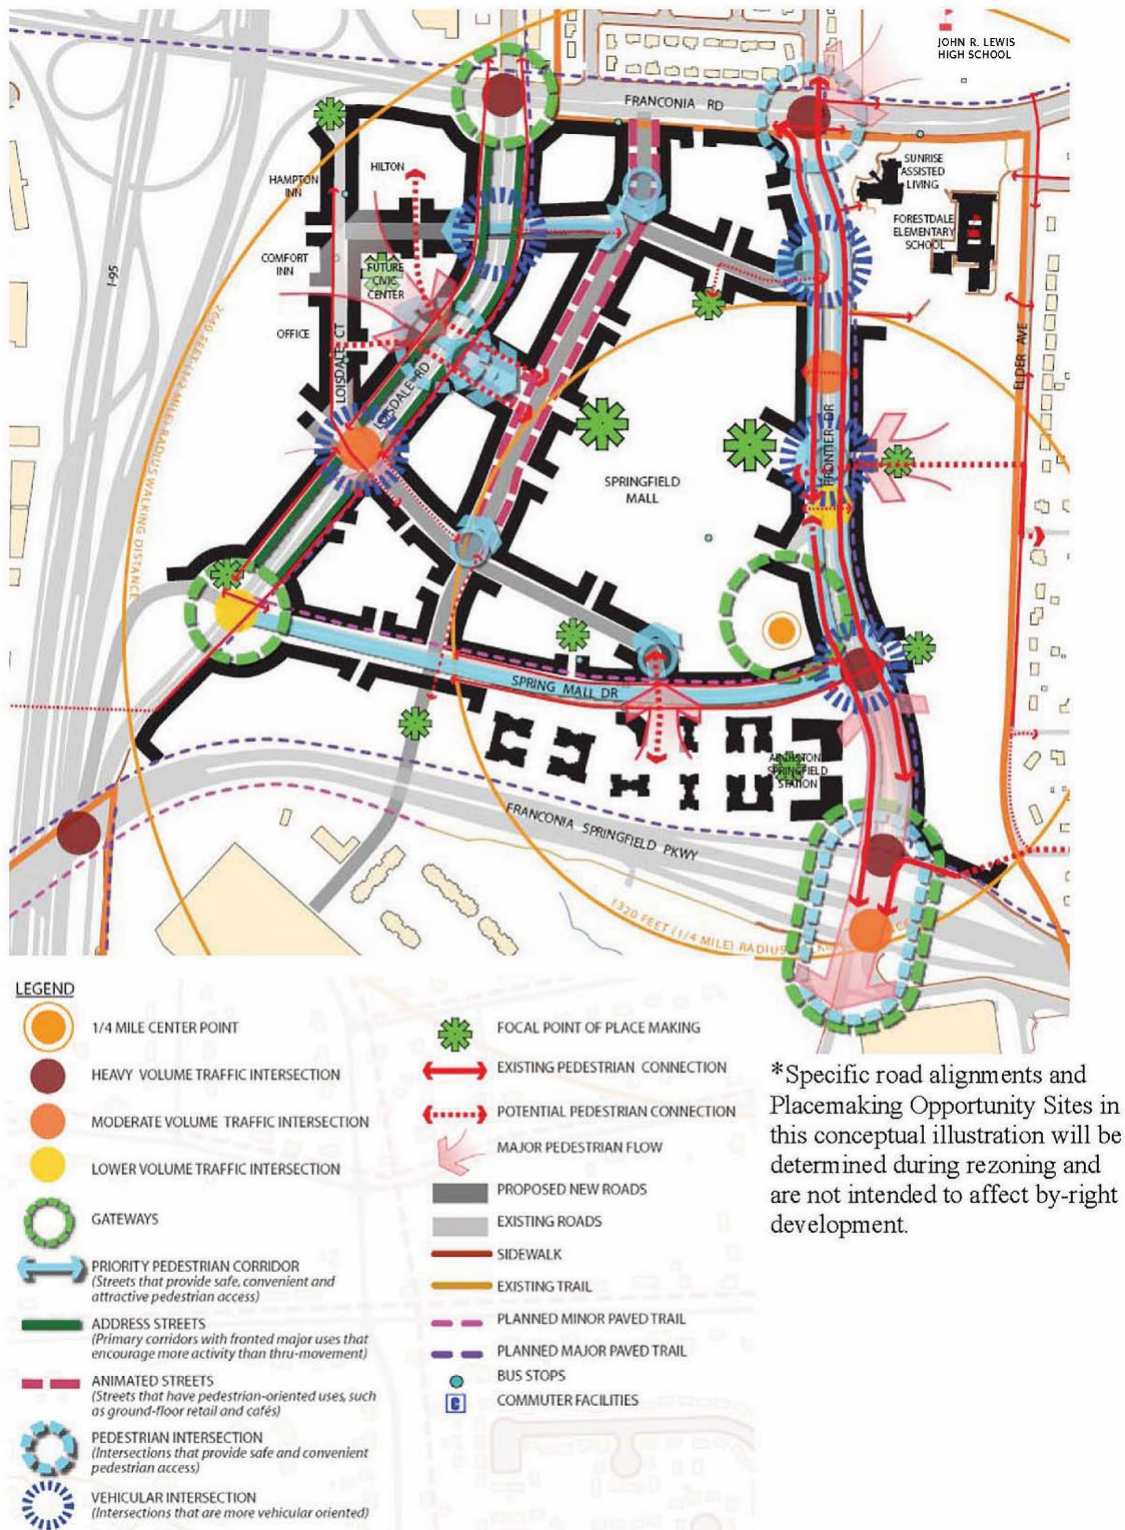 JOHN R. LEWIS
HIGH SCHOOL
FRANCONIA RD
HILTON
HAMPTON
INN
SUNRISE
ASSISTED
LIVING
FORESTDALE
ELEMENTARY
SCHOOL
COMFORT
INN
FUTURE
CIVIC
CENTER
I-95
OFFICE
LOISDALE CT
LOISDALE RD
ELDER AVE
FRONTIER DR
2640 FEET (1/2 MILE) RADIUS WALKING DISTANCE
SPRINGFIELD
MALL
SPRING MALL DR
SPRINGFIELD
STATION
FRANCONIA SPRINGFIELD PKWY
1320 FEET (1/4 MILE) RADIUS
LEGEND
1/4 MILE CENTER POINT
HEAVY VOLUME TRAFFIC INTERSECTION
MODERATE VOLUME TRAFFIC INTERSECTION
LOWER VOLUME TRAFFIC INTERSECTION
GATEWAYS
PRIORITY PEDESTRIAN CORRIDOR
(Streets that provide safe, convenient and
attractive pedestrian access)
ADDRESS STREETS
(Primary corridors with fronted major uses that
encourage more activity than thru-movement)
ANIMATED STREETS
(Streets that have pedestrian-oriented uses, such
as ground-floor retail and cafés)
PEDESTRIAN INTERSECTION
(Intersections that provide safe and convenient
pedestrian access)
VEHICULAR INTERSECTION
(Intersections that are more vehicular oriented)
FOCAL POINT OF PLACE MAKING
EXISTING PEDESTRIAN CONNECTION
POTENTIAL PEDESTRIAN CONNECTION
MAJOR PEDESTRIAN FLOW
PROPOSED NEW ROADS
EXISTING ROADS
SIDEWALK
EXISTING TRAIL
PLANNED MINOR PAVED TRAIL
PLANNED MAJOR PAVED TRAIL
BUS STOPS
C
COMMUTER FACILITIES
*Specific road alignments and
Placemaking Opportunity Sites in
this conceptual illustration will be
determined during rezoning and
are not intended to affect by-right
development.